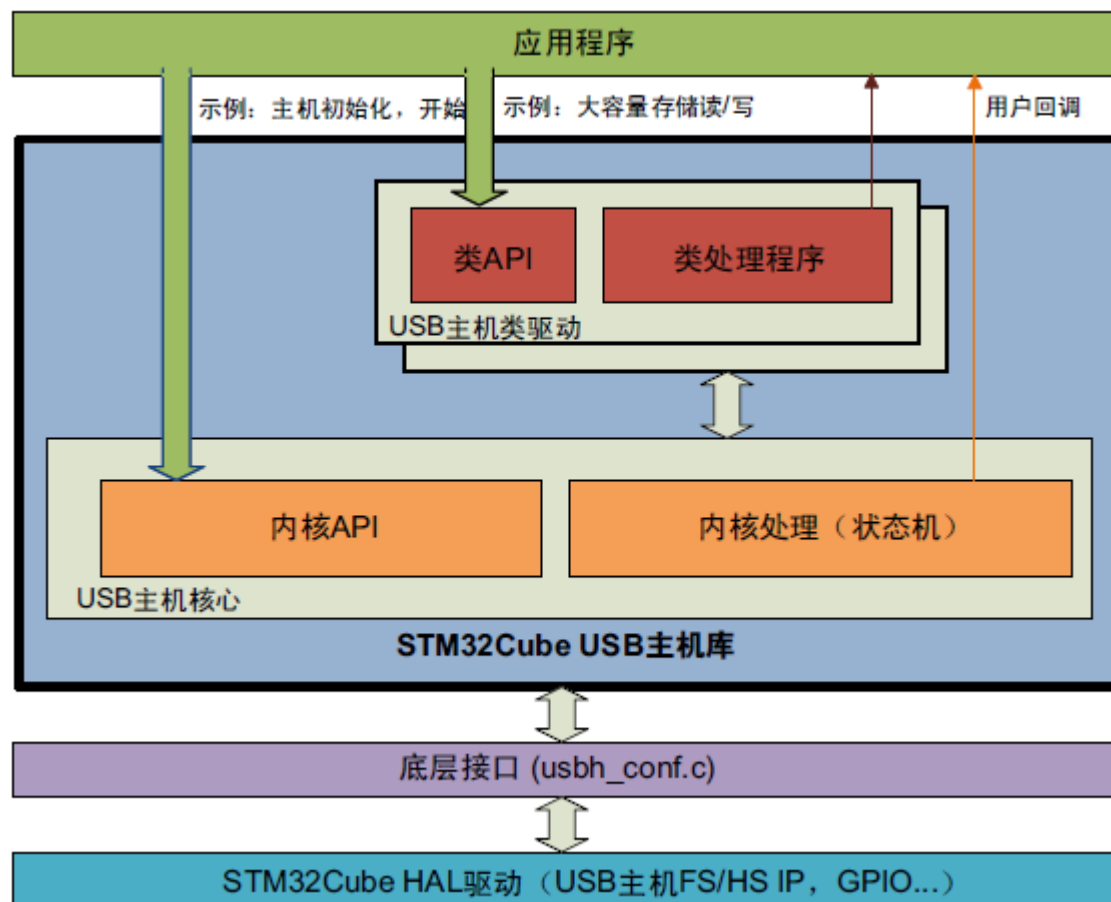 应用程序
示例：主机初始化，开始
示例：大容量存储读/写
用户回调
类API
类处理程序
USB主机类驱动
内核API
内核处理（状态机）
USB主机核心
STM32Cube USB主机库
底层接口 (usbh_conf.c)
STM32Cube HAL驱动（USB主机FS/HS IP，GPIO...）